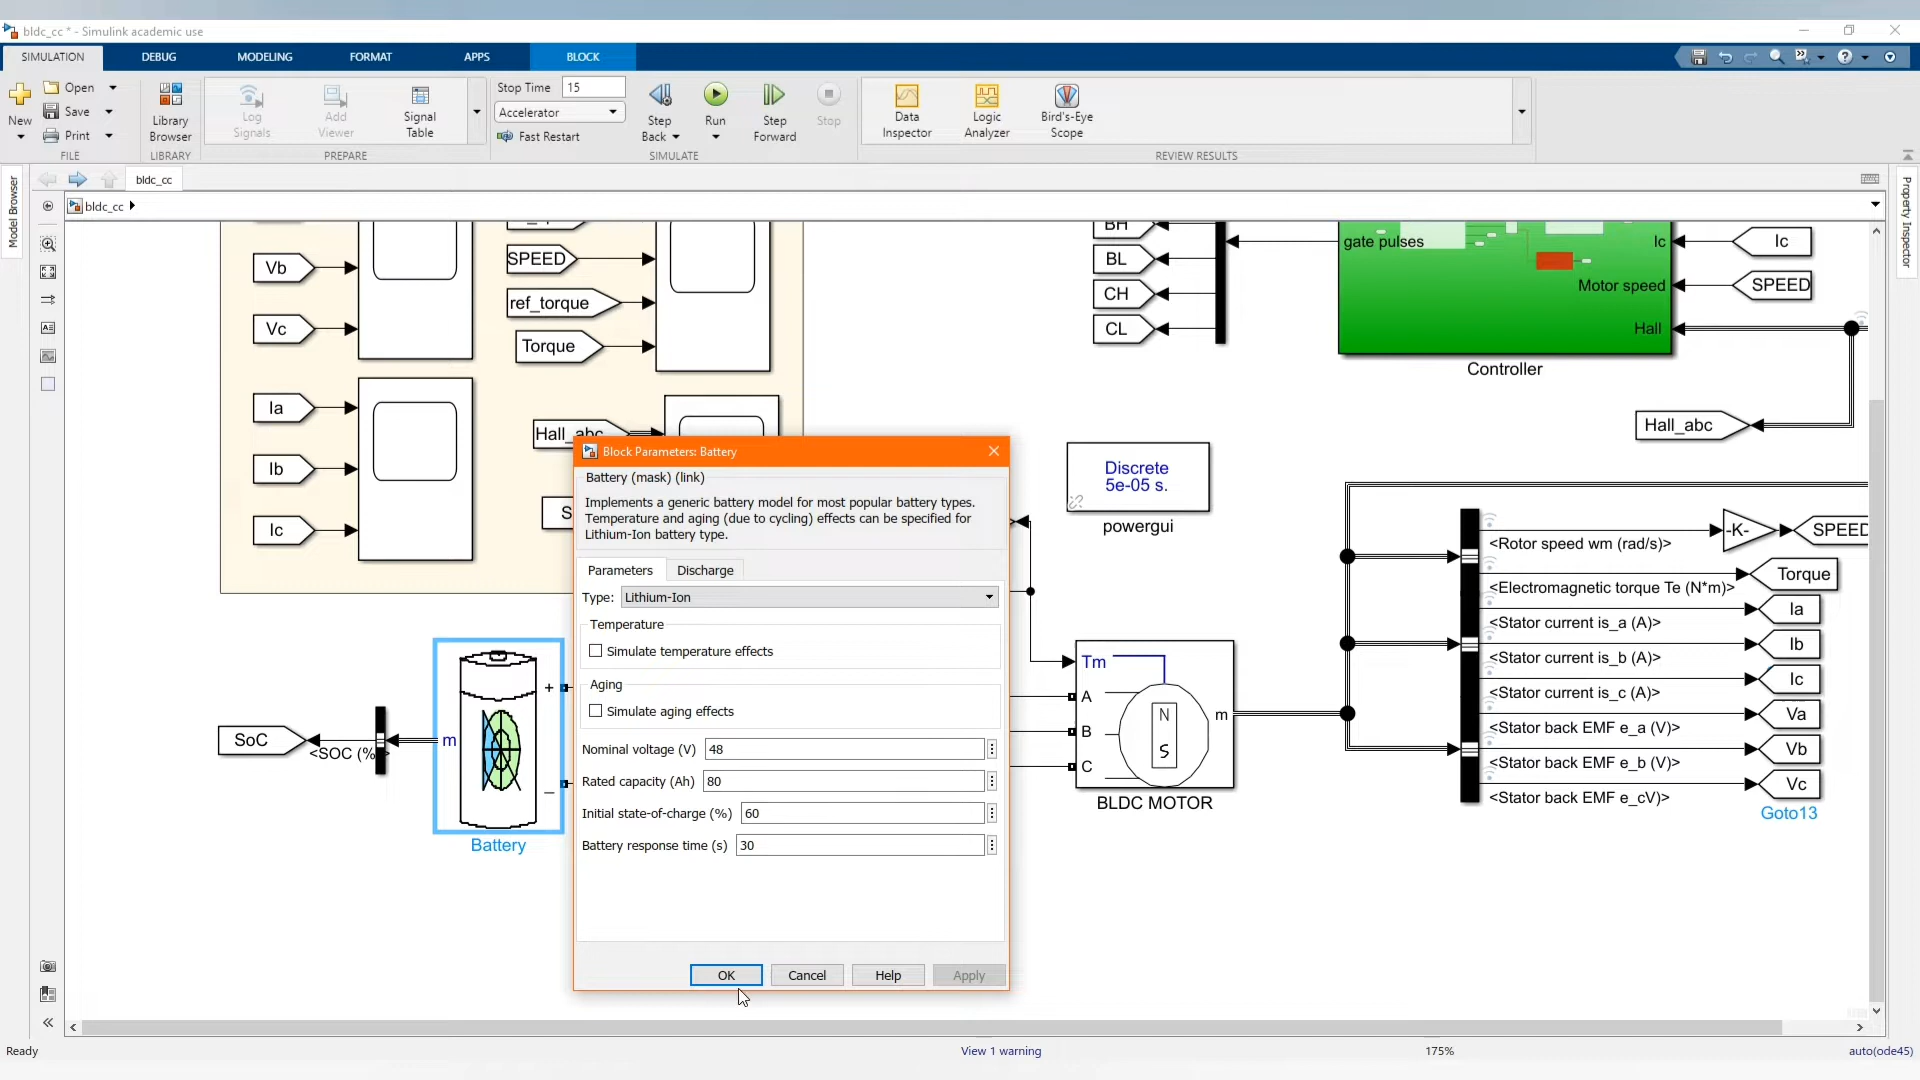 bldc_cc * - Simulink academic use
SIMULATION
DEBUG
MODELING
FORMAT
APPS
BLOCK
New
Open
Save
Print
FILE
Library
Browser
LIBRARY
Log
Signals
Add
Viewer
Signal
Table
PREPARE
Stop Time 15
Accelerator
Fast Restart
Step
Back
Run
Step
Forward
Stop
SIMULATE
Data
Inspector
Logic
Analyzer
Bird's-Eye
Scope
REVIEW RESULTS
Model Browser
Property Inspector
bldc_cc
bldc_cc
Vb
Vc
Ia
Ib
Ic
SPEED
ref_torque
Torque
Hall_abc
S
BH
BL
CH
CL
gate pulses
Ic
Motor speed
Hall
Controller
Ic
SPEED
Hall_abc
Discrete
5e-05 s.
powergui
Block Parameters: Battery
Battery (mask) (link)
Implements a generic battery model for most popular battery types.
Temperature and aging (due to cycling) effects can be specified for
Lithium-Ion battery type.
Parameters
Discharge
Type: Lithium-Ion
Temperature
Simulate temperature effects
Aging
Simulate aging effects
Nominal voltage (V) 48
Rated capacity (Ah) 80
Initial state-of-charge (%) 60
Battery response time (s) 30
OK
Cancel
Help
Apply
SoC
<SOC (%
m
+
–
Battery
Tm
A
B
C
N
S
m
BLDC MOTOR
<Rotor speed wm (rad/s)>
<Electromagnetic torque Te (N*m)>
<Stator current is_a (A)>
<Stator current is_b (A)>
<Stator current is_c (A)>
<Stator back EMF e_a (V)>
<Stator back EMF e_b (V)>
<Stator back EMF e_cV)>
-K-
SPEED
Torque
Ia
Ib
Ic
Va
Vb
Vc
Goto13
Ready
View 1 warning
175%
auto(ode45)